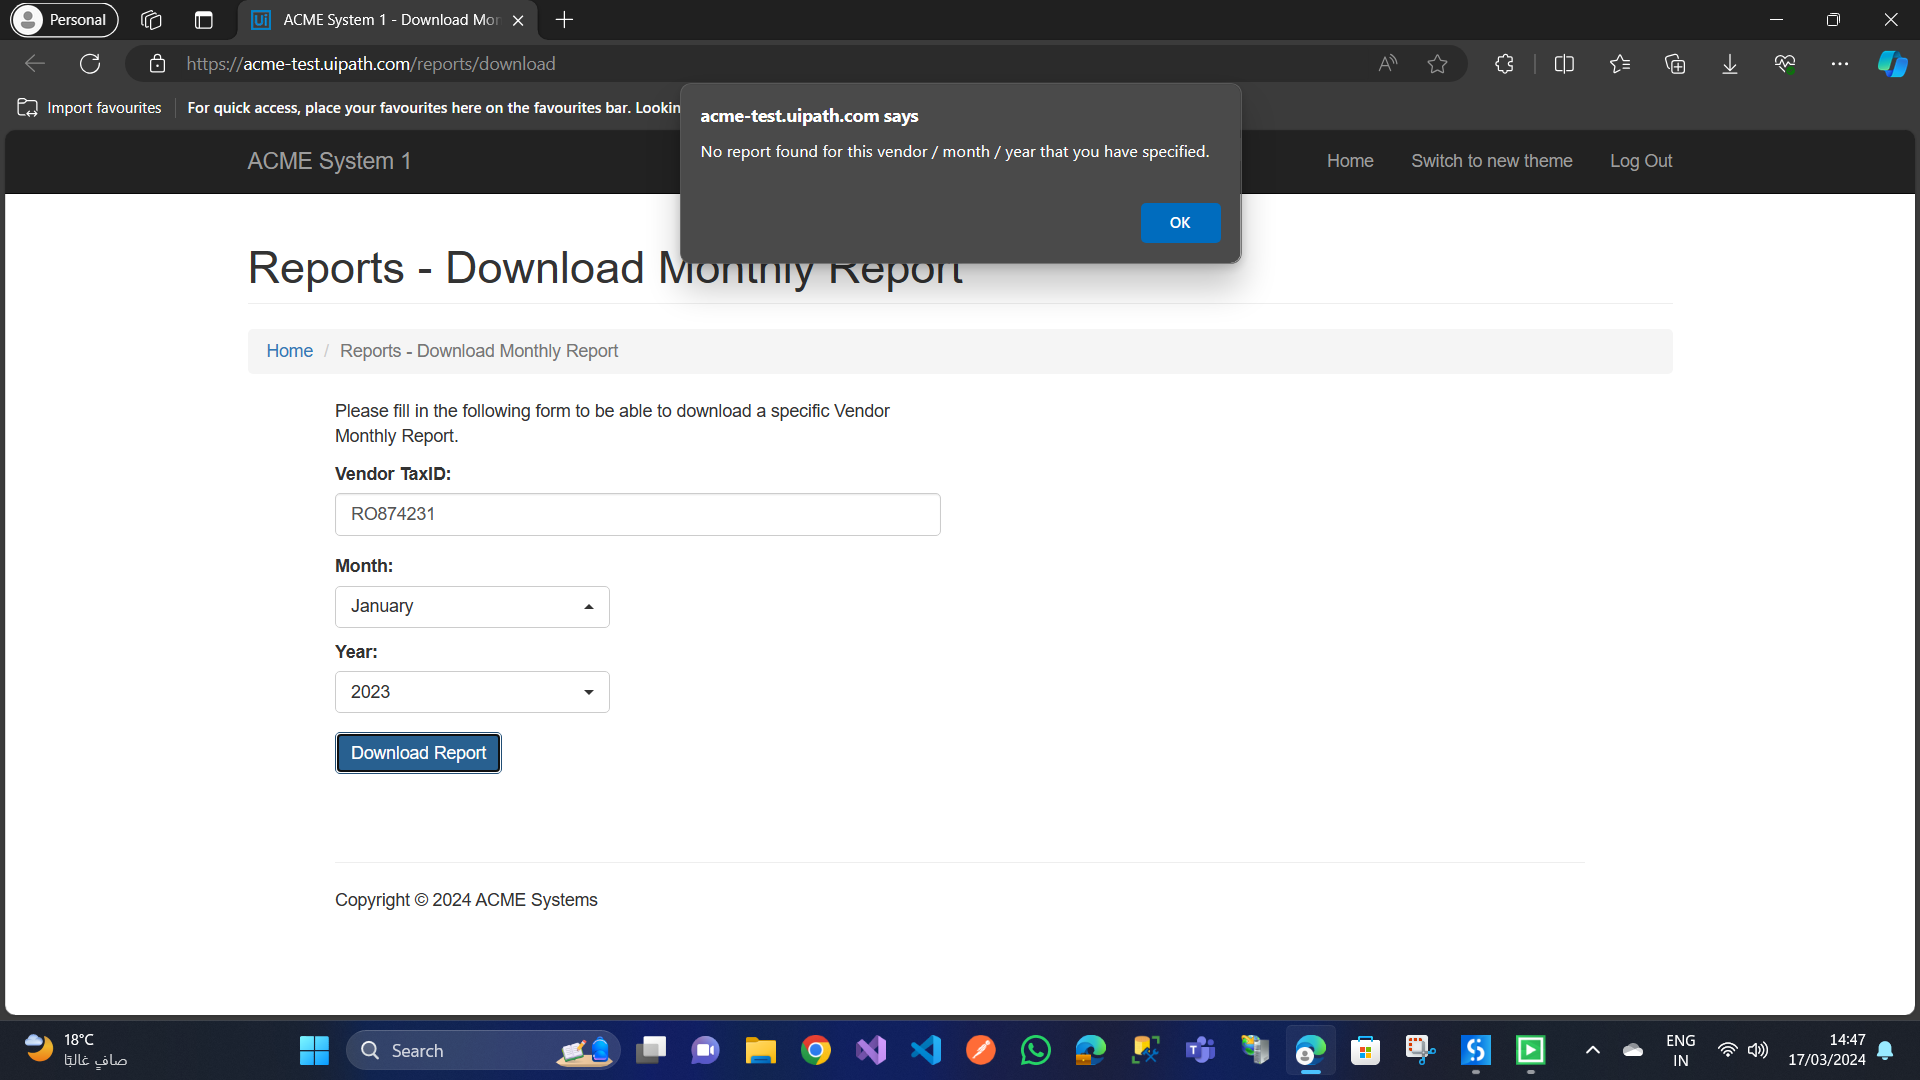 Personal
ACME System 1 - Download Mon
https://acme-test.uipath.com/reports/download
Import favourites
For quick access, place your favourites here on the favourites bar. Lookin
acme-test.uipath.com says
No report found for this vendor / month / year that you have specified.
OK
ACME System 1
Home
Switch to new theme
Log Out
Reports - Download Monthly Report
Home / Reports - Download Monthly Report
Please fill in the following form to be able to download a specific Vendor
Monthly Report.
Vendor TaxID:
RO874231
Month:
January
Year:
2023
Download Report
Copyright © 2024 ACME Systems
18°C
صافٍ غالبًا
Search
ENG
IN
14:47
17/03/2024